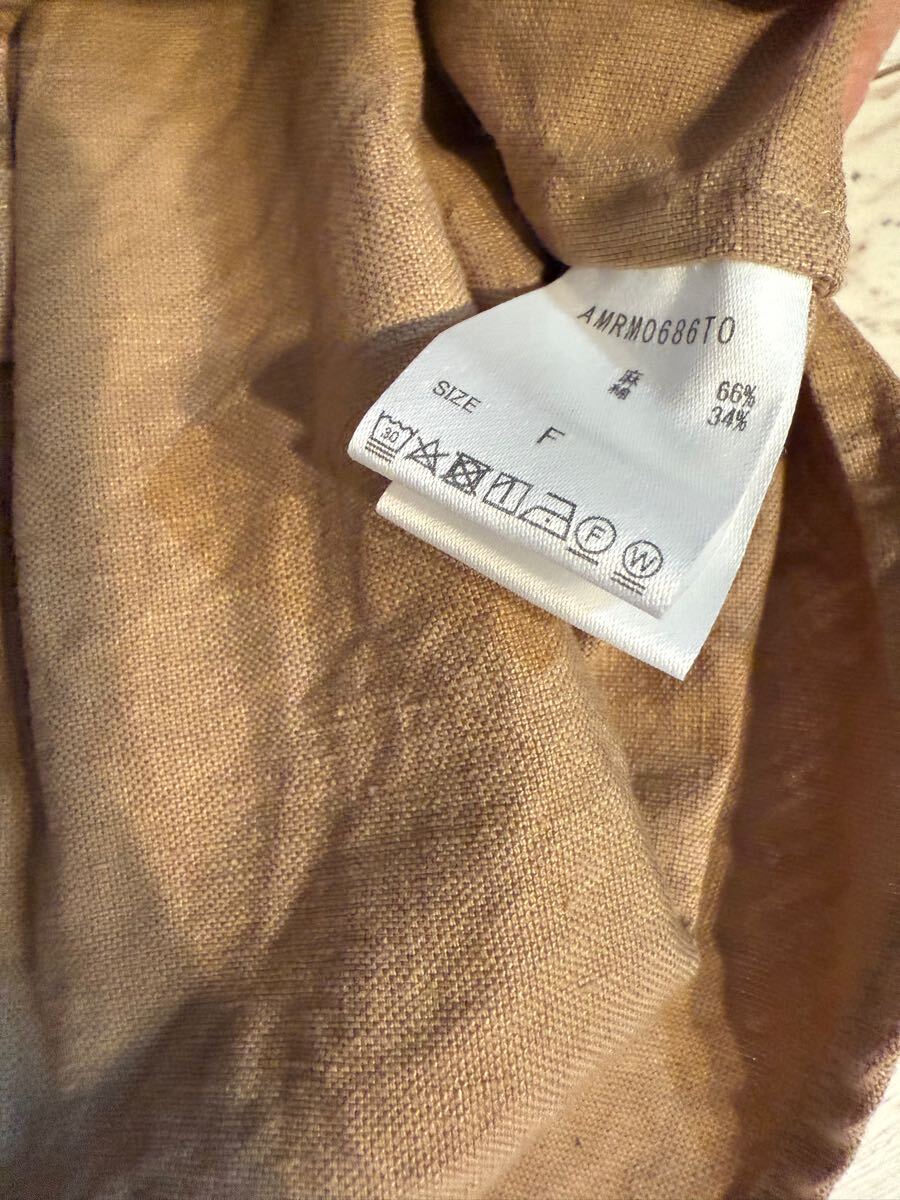 AMRM0686TO
麻 66%
綿 34%
SIZE
F
30
F
W